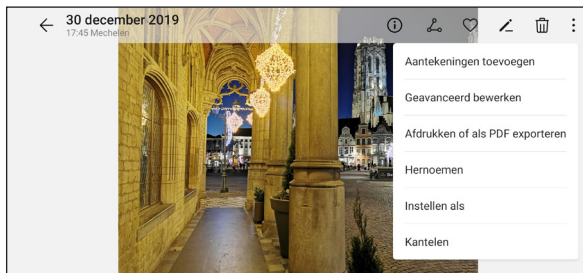 30 december 2019
17:45 Mechelen
Aantekeningen toevoegen
Geavanceerd bewerken
Afdrukken of als PDF exporteren
Hernoemen
Instellen als
Kantelen